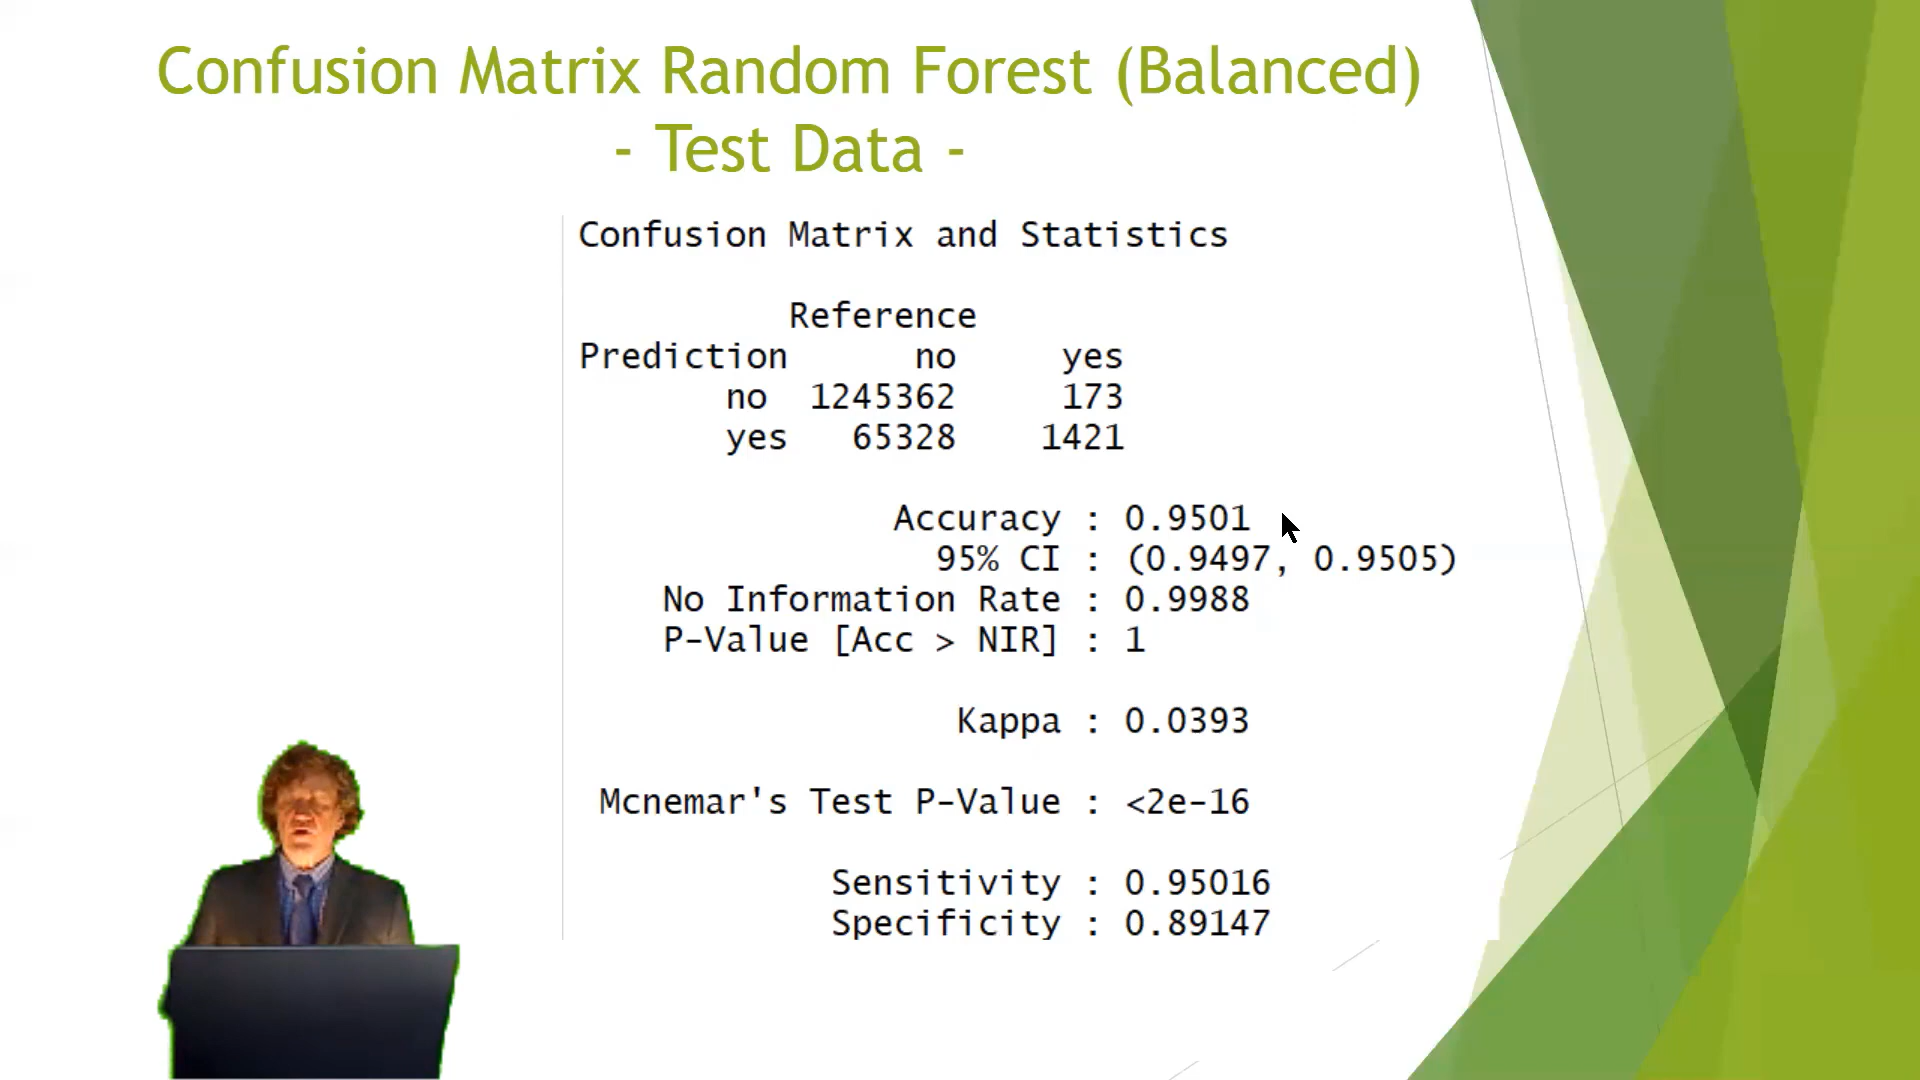 Confusion Matrix Random Forest (Balanced)
- Test Data -
Confusion Matrix and Statistics
Reference
Prediction no yes
no 1245362 173
yes 65328 1421
Accuracy : 0.9501
95% CI : (0.9497, 0.9505)
No Information Rate : 0.9988
P-Value [Acc > NIR] : 1
Kappa : 0.0393
Mcnemar's Test P-Value : <2e-16
Sensitivity : 0.95016
Specificity : 0.89147